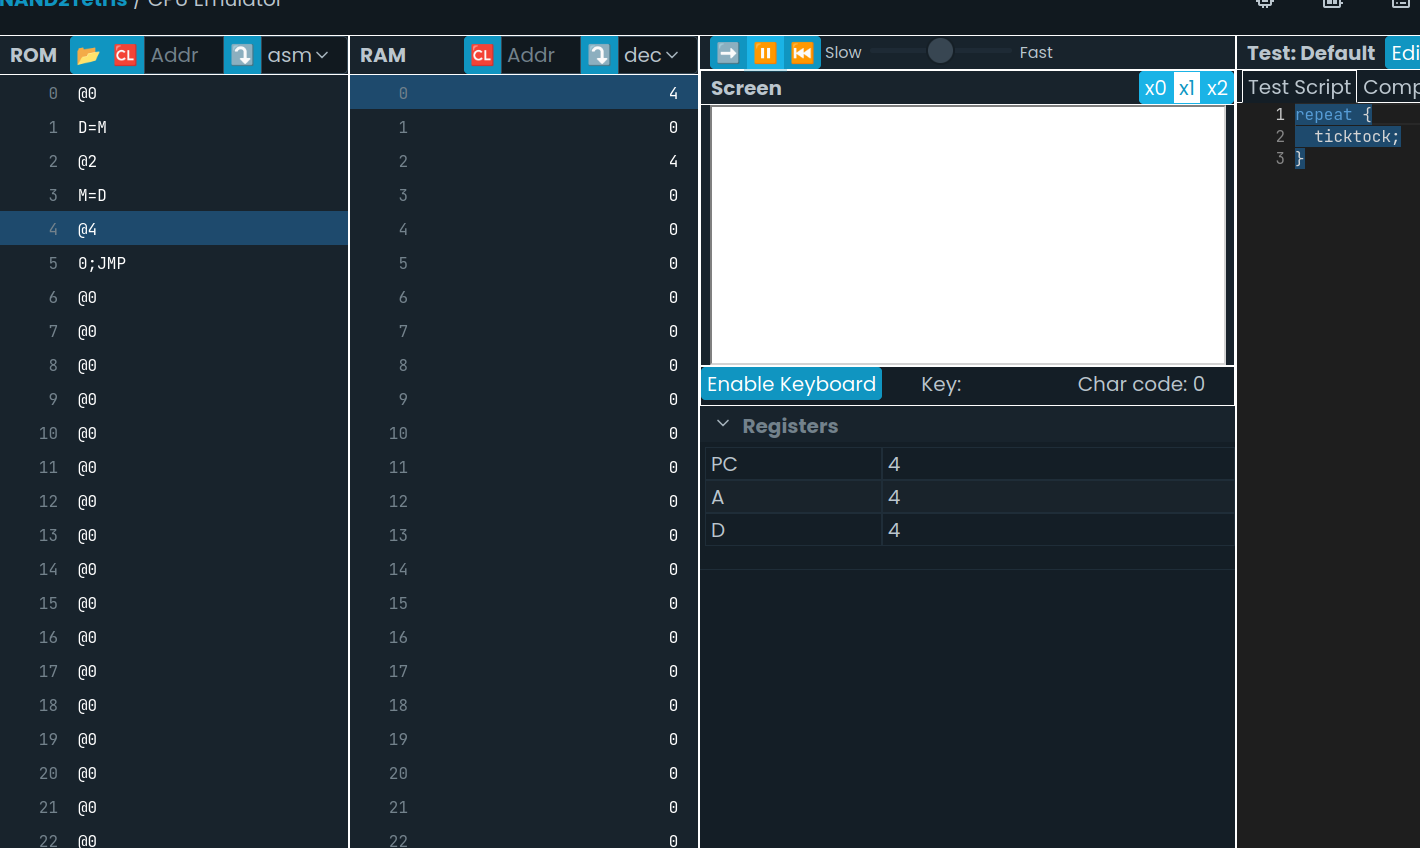 NAND2Tetris / CPU Emulator
ROM CL Addr asm
0 @0
1 D=M
2 @2
3 M=D
4 @4
5 0;JMP
6 @0
7 @0
8 @0
9 @0
10 @0
11 @0
12 @0
13 @0
14 @0
15 @0
16 @0
17 @0
18 @0
19 @0
20 @0
21 @0
22 @0
RAM CL Addr dec
0 4
1 0
2 4
3 0
4 0
5 0
6 0
7 0
8 0
9 0
10 0
11 0
12 0
13 0
14 0
15 0
16 0
17 0
18 0
19 0
20 0
21 0
22 0
Slow Fast
Screen x0 x1 x2
Enable Keyboard Key: Char code: 0
Registers
PC 4
A 4
D 4
Test: Default Edi
Test Script Comp
1 repeat {
2 ticktock;
3 }